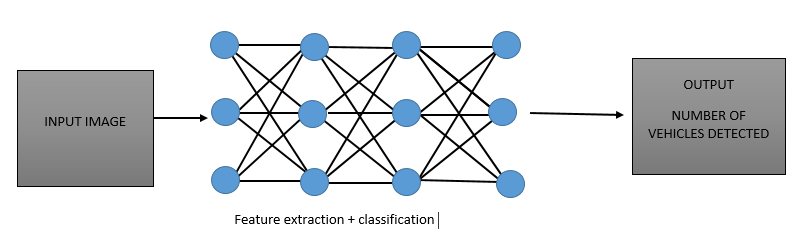 INPUT IMAGE
OUTPUT
NUMBER OF
VEHICLES DETECTED
Feature extraction + classification